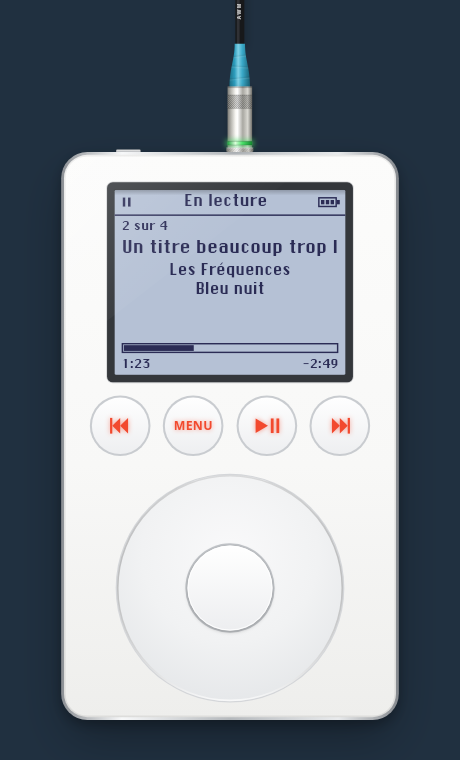 En lecture
2 sur 4
Un titre beaucoup trop l
Les Fréquences
Bleu nuit
1:23
-2:49
MENU